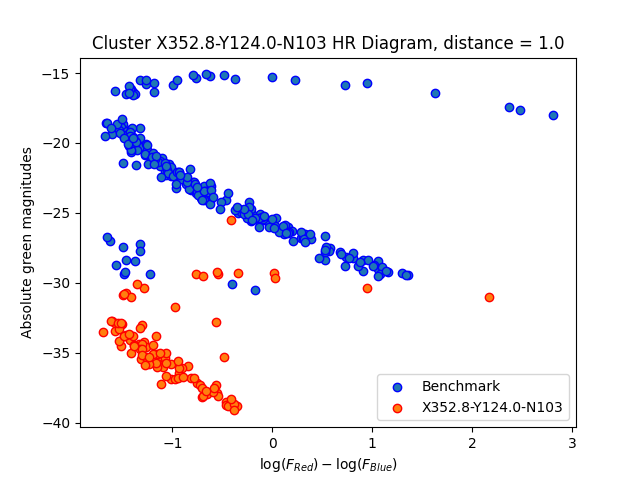 Cluster X352.8-Y124.0-N103 HR Diagram, distance = 1.0
Absolute green magnitudes
−15
−20
−25
−30
−35
−40
Benchmark
X352.8-Y124.0-N103
−1
0
1
2
3
log(F_Red) − log(F_Blue)